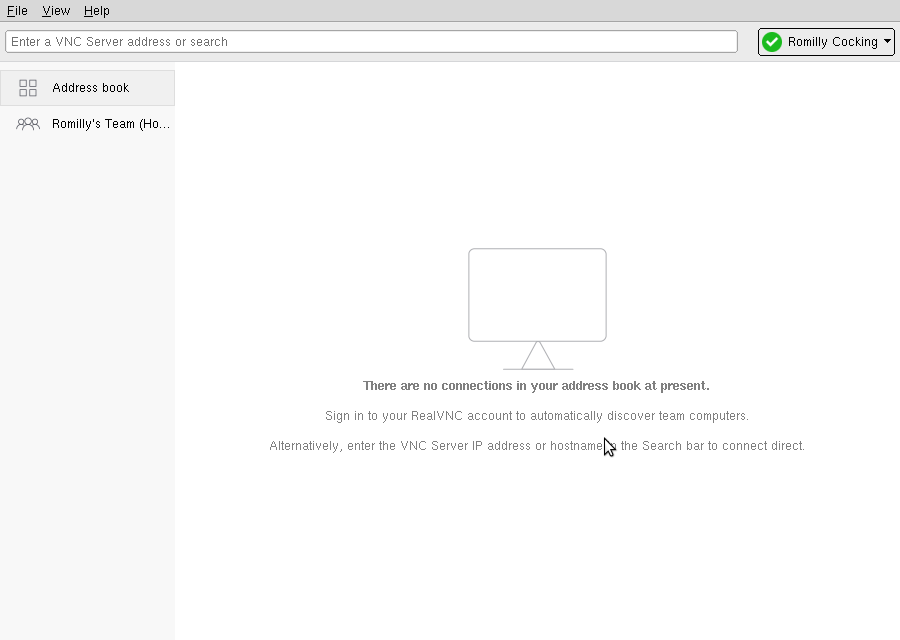 File View Help
Enter a VNC Server address or search
Romilly Cocking
Address book
Romilly's Team (Ho...
There are no connections in your address book at present.
Sign in to your RealVNC account to automatically discover team computers.
Alternatively, enter the VNC Server IP address or hostname the Search bar to connect direct.